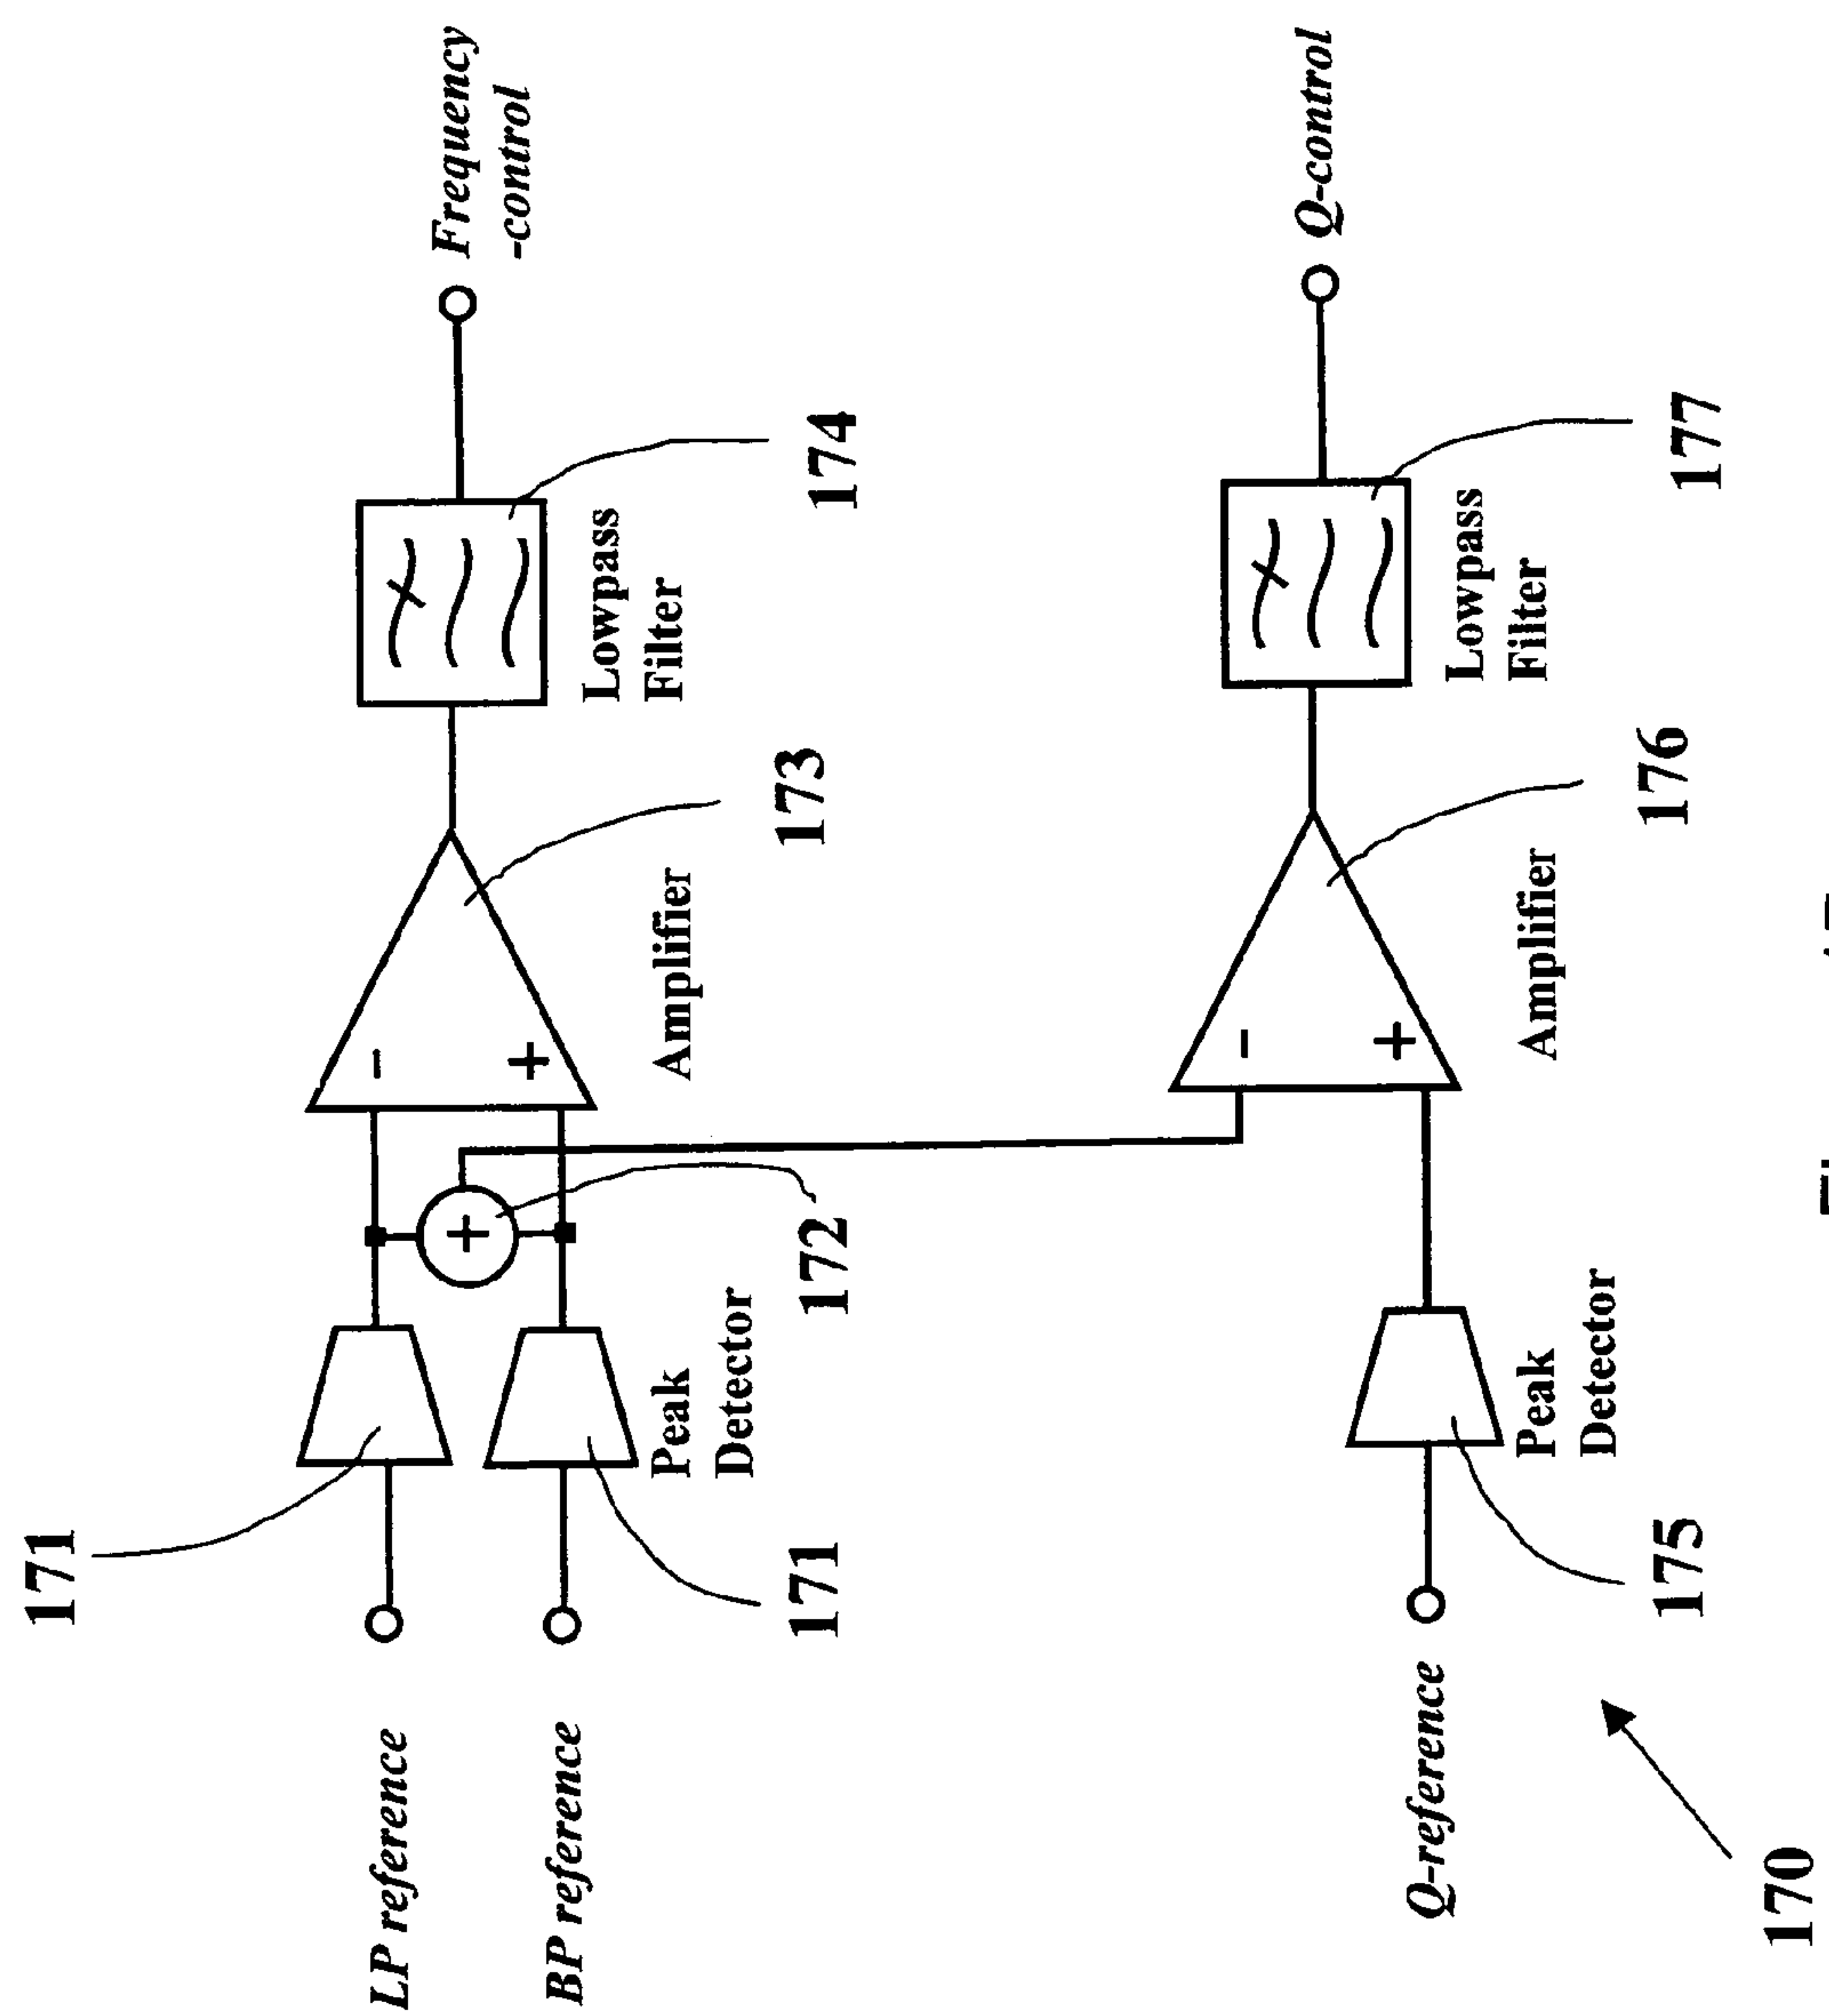 171
LP reference
BP reference
171
Peak
Detector
+
172
-
+
Amplifier
173
Lowpass
Filter
174
Frequency
-control
Q-reference
175
Peak
Detector
-
+
Amplifier
176
Lowpass
Filter
177
Q-control
170